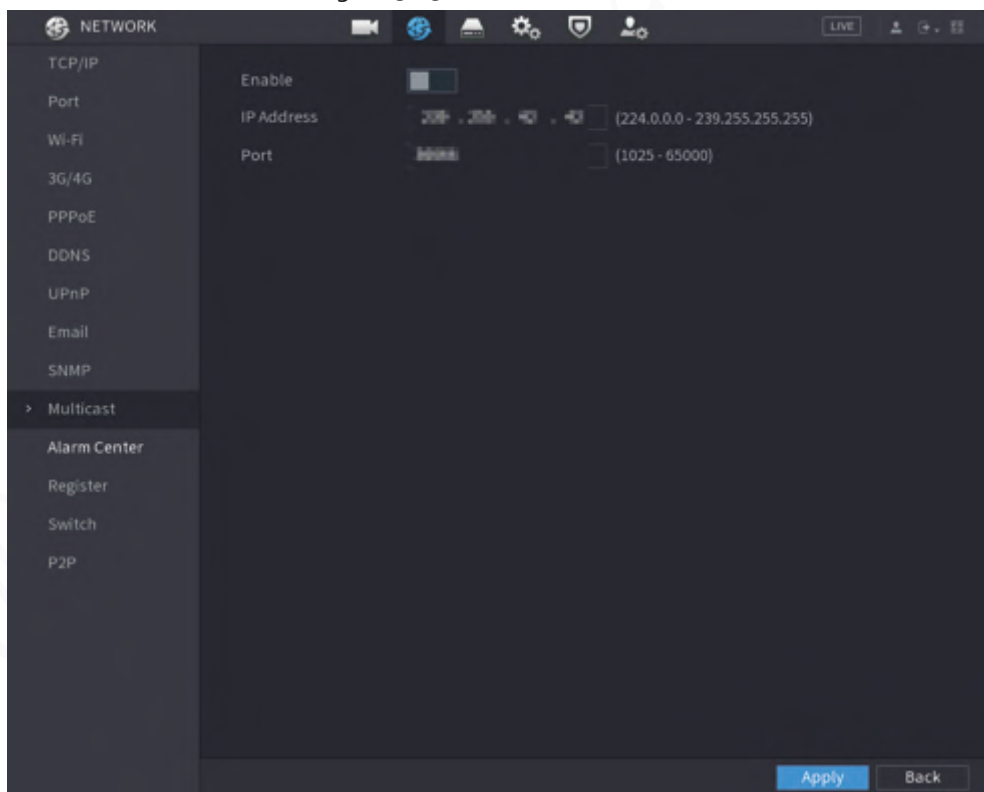 NETWORK
LIVE
TCP/IP
Port
Wi-Fi
3G/4G
PPPoE
DDNS
UPnP
Email
SNMP
> Multicast
Alarm Center
Register
Switch
P2P
Enable
IP Address (224.0.0.0 - 239.255.255.255)
Port (1025 - 65000)
Apply Back